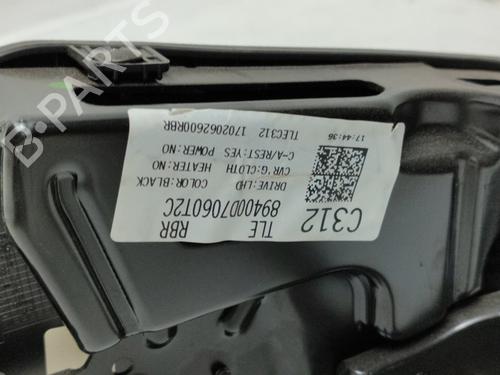 C312
TLE
RBR
89400D7060T2C
DRIVE:LHD
COLOR:BLACK
CVR'G:CLOTH
HEATER:NO
C-A/REST:YES
POWER:NO
17:44:36
TLEC312
1702062600RBR
B-PARTS